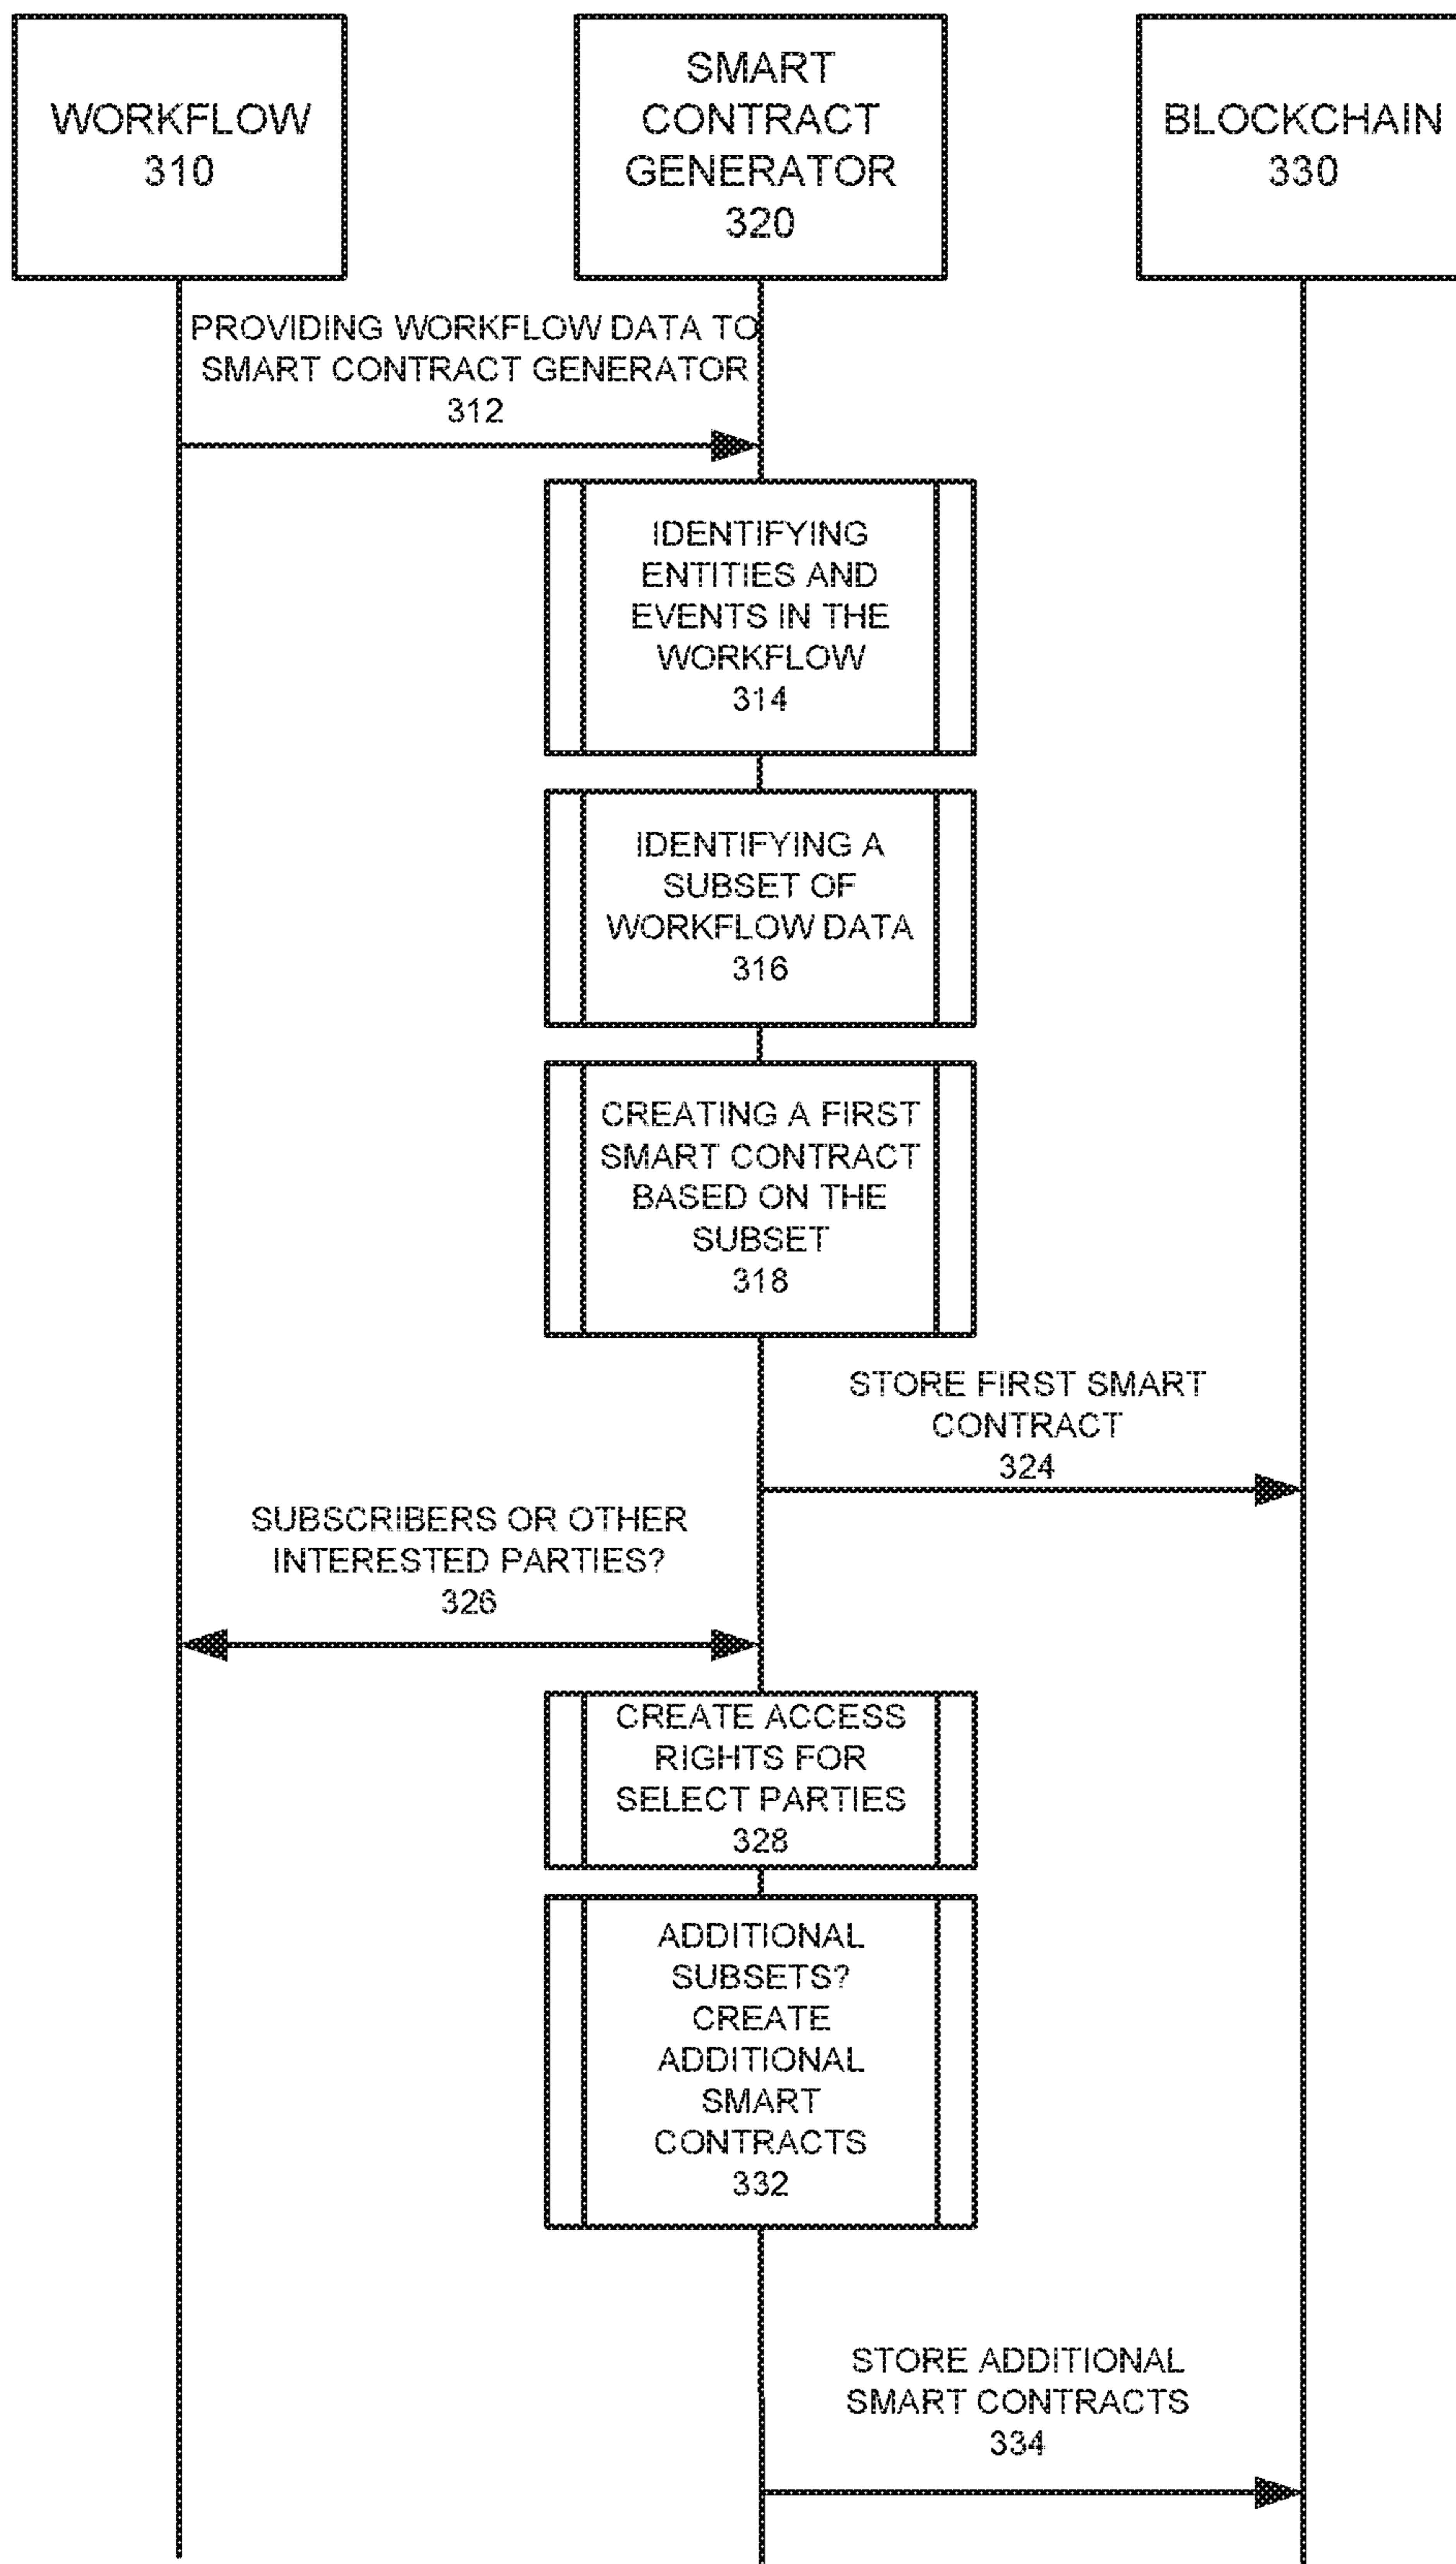 WORKFLOW
310
SMART
CONTRACT
GENERATOR
320
BLOCKCHAIN
330
PROVIDING WORKFLOW DATA TO
SMART CONTRACT GENERATOR
312
IDENTIFYING
ENTITIES AND
EVENTS IN THE
WORKFLOW
314
IDENTIFYING A
SUBSET OF
WORKFLOW DATA
316
CREATING A FIRST
SMART CONTRACT
BASED ON THE
SUBSET
318
STORE FIRST SMART
CONTRACT
324
SUBSCRIBERS OR OTHER
INTERESTED PARTIES?
326
CREATE ACCESS
RIGHTS FOR
SELECT PARTIES
328
ADDITIONAL
SUBSETS?
CREATE
ADDITIONAL
SMART
CONTRACTS
332
STORE ADDITIONAL
SMART CONTRACTS
334